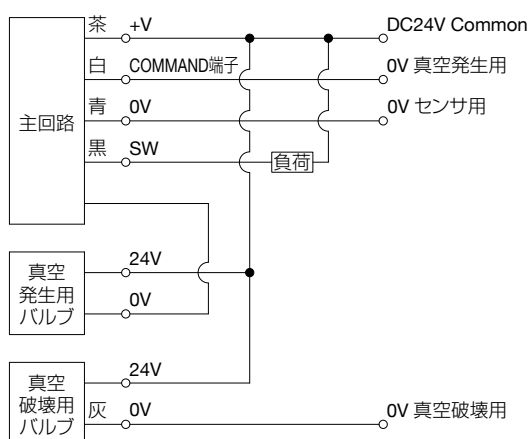 茶 +V DC24V Common
白 COMMAND端子 0V 真空発生用
青 0V 0V センサ用
主回路
黒 SW 負荷
24V
真空
発生用
バルブ
0V
24V
真空
破壊用
バルブ
灰 0V 0V 真空破壊用